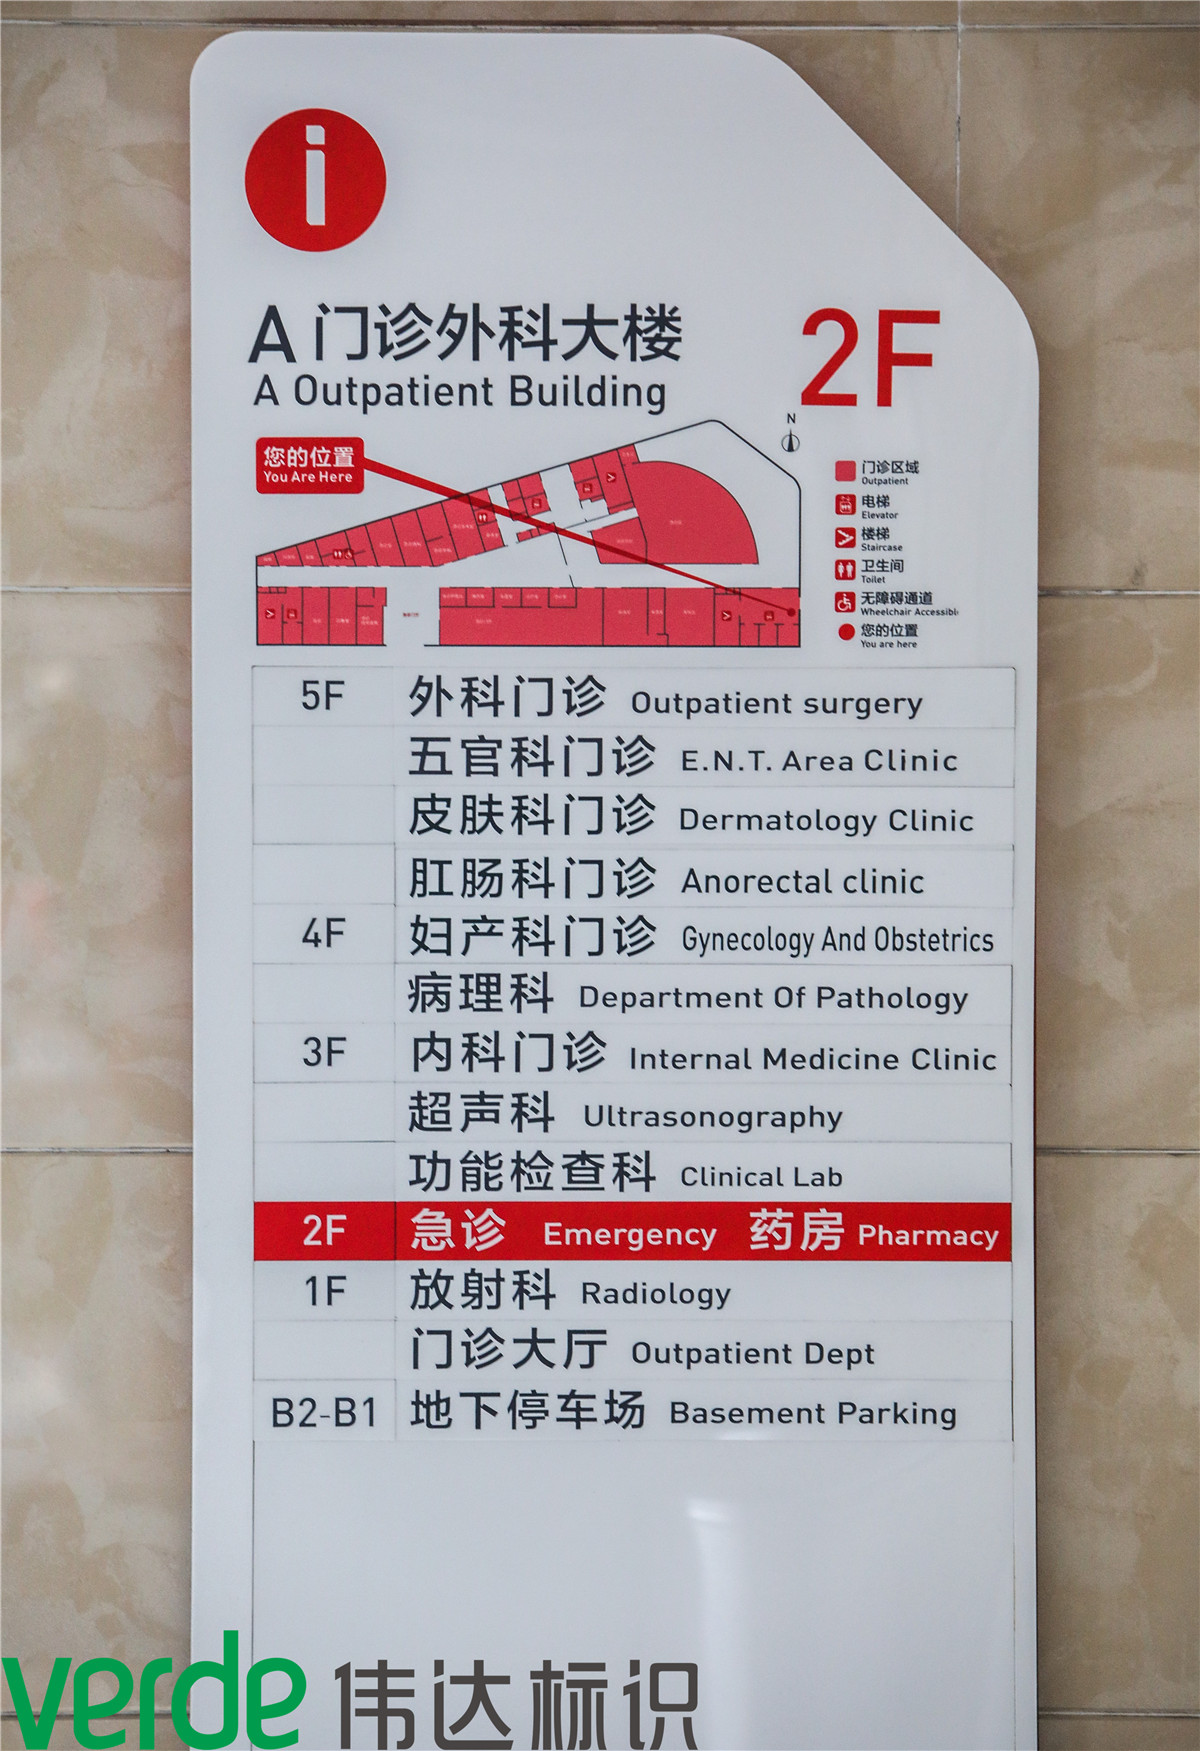 i
A门诊外科大楼
A Outpatient Building
2F
N
您的位置
You Are Here
门诊区域
Outpatient
电梯
Elevator
楼梯
Staircase
卫生间
Toilet
无障碍通道
Wheelchair Accessibl
您的位置
You are here
5F 外科门诊 Outpatient surgery
五官科门诊 E.N.T. Area Clinic
皮肤科门诊 Dermatology Clinic
肛肠科门诊 Anorectal clinic
4F 妇产科门诊 Gynecology And Obstetrics
病理科 Department Of Pathology
3F 内科门诊 Internal Medicine Clinic
超声科 Ultrasonography
功能检查科 Clinical Lab
2F 急诊 Emergency 药房 Pharmacy
1F 放射科 Radiology
门诊大厅 Outpatient Dept
B2-B1 地下停车场 Basement Parking
verde 伟达标识